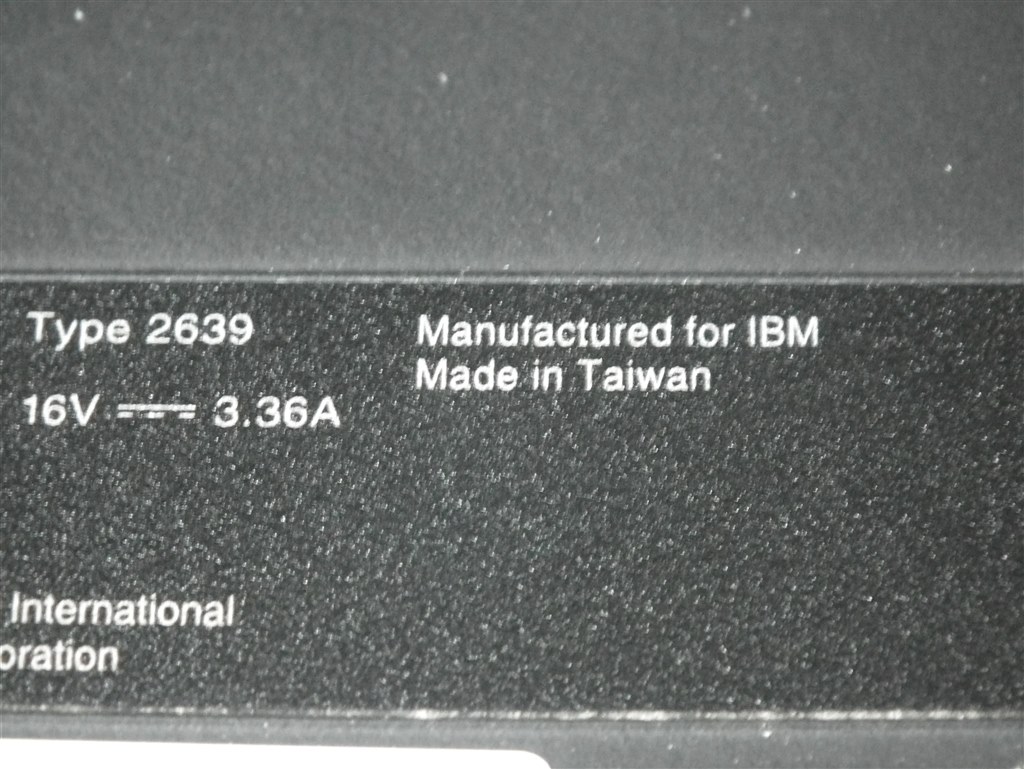 Type 2639
16V ⎓ 3.36A
Manufactured for IBM
Made in Taiwan
International
oration